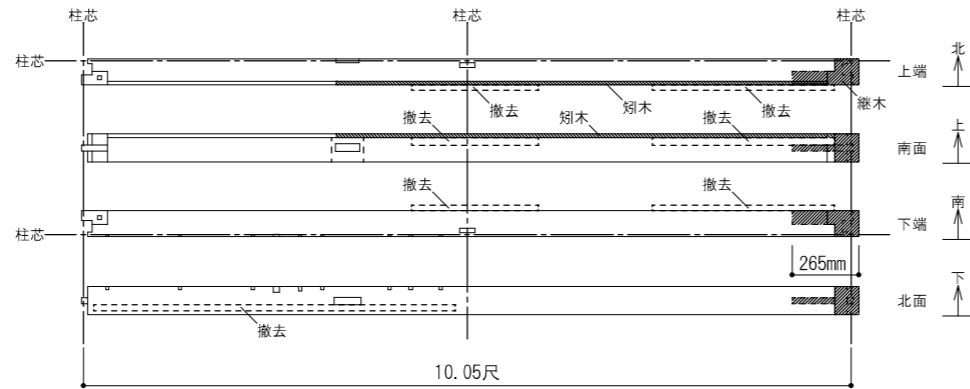 柱芯 柱芯 柱芯
北
柱芯 上端
継木
撤去 矧木 撤去
撤去 矧木 撤去
上
南面
撤去 撤去
南
下端
柱芯
265mm
下
北面
撤去
10.05尺